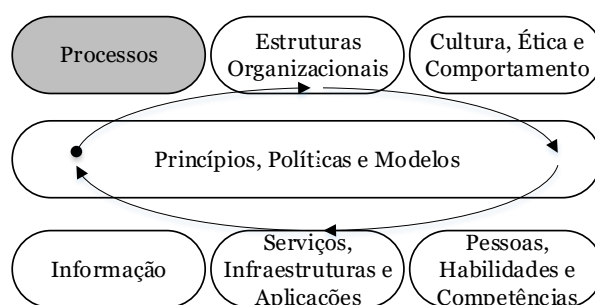 Processos
Estruturas
Organizacionais
Cultura, Ética e
Comportamento
Princípios, Políticas e Modelos
Informação
Serviços,
Infraestruturas e
Aplicações
Pessoas,
Habilidades e
Competências